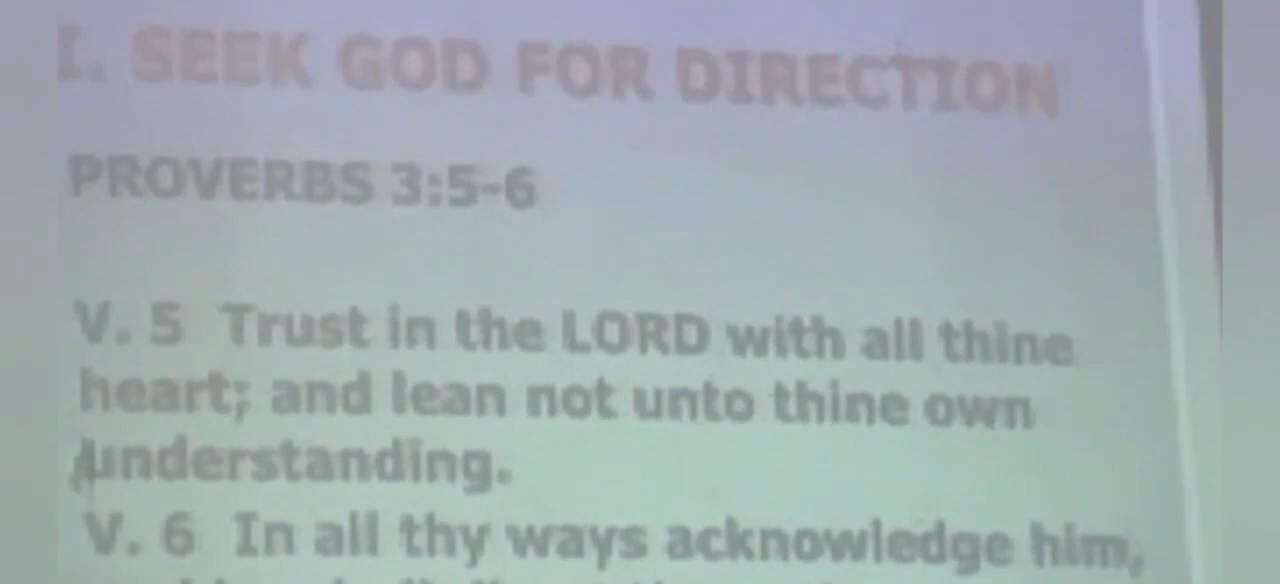 I. SEEK GOD FOR DIRECTION
PROVERBS 3:5-6
V. 5 Trust in the LORD with all thine
heart; and lean not unto thine own
understanding.
V. 6 In all thy ways acknowledge him,